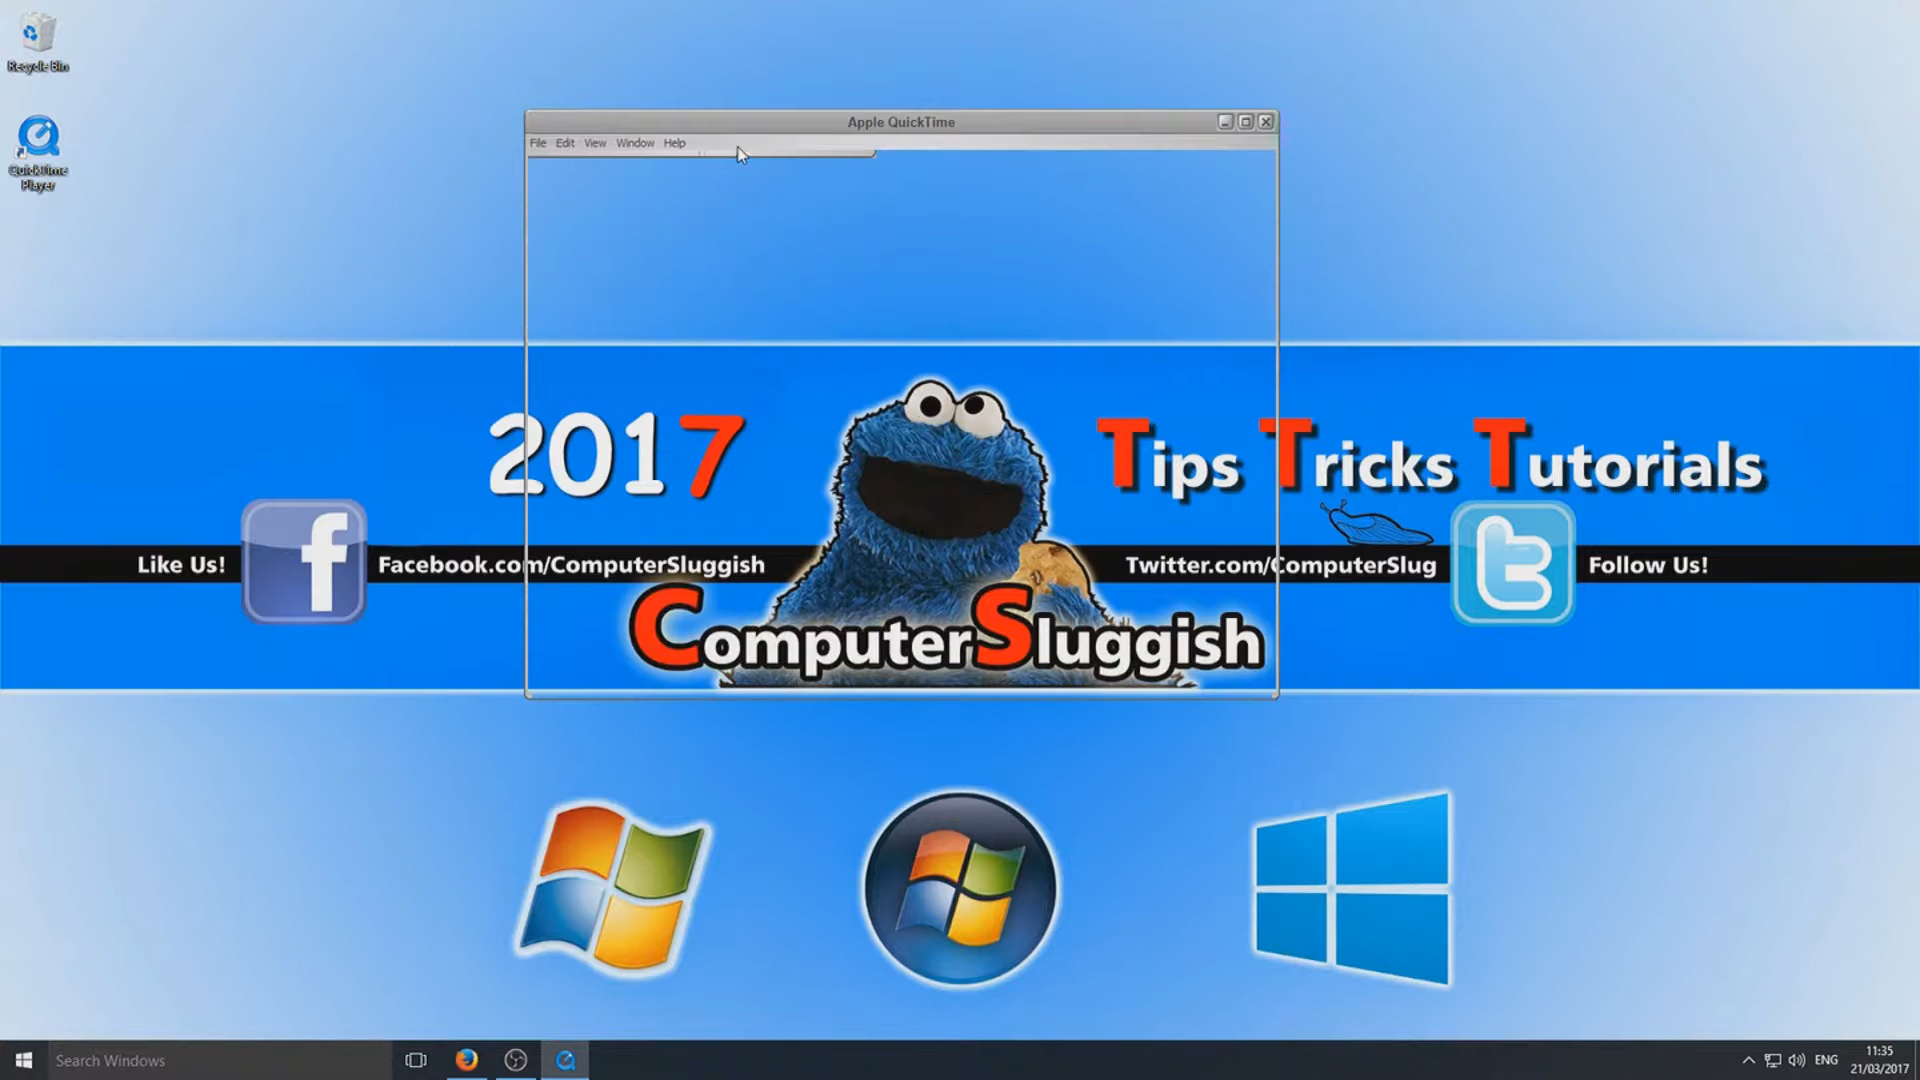 Recycle Bin
QuickTime
Player
Apple QuickTime
File Edit View Window Help
2017
Tips Tricks Tutorials
Like Us!
f
Facebook.com/ComputerSluggish
Twitter.com/ComputerSlug
t
Follow Us!
ComputerSluggish
Search Windows
ENG
11:35
21/03/2017